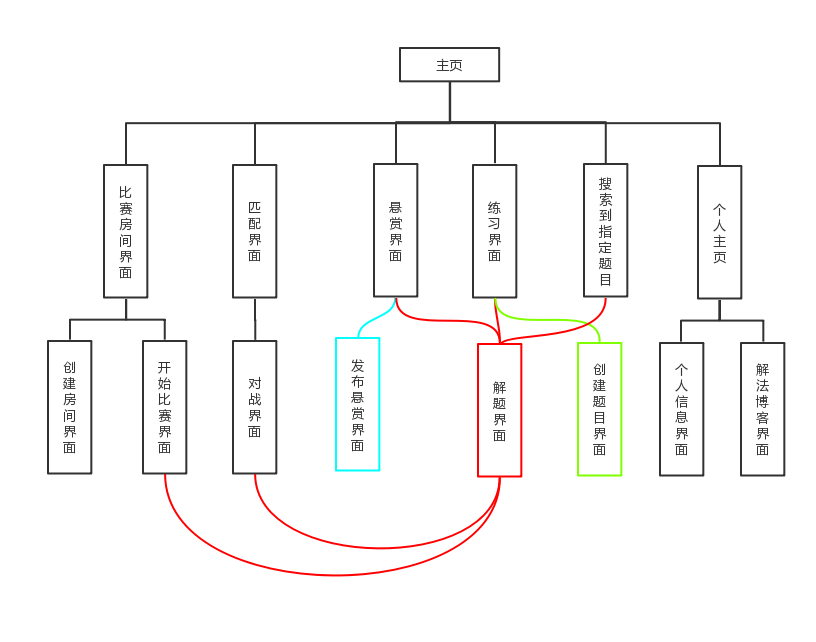 主页
比赛房间界面
匹配界面
悬赏界面
练习界面
搜索到指定题目
个人主页
创建房间界面
开始比赛界面
对战界面
发布悬赏界面
解题界面
创建题目界面
个人信息界面
解法博客界面